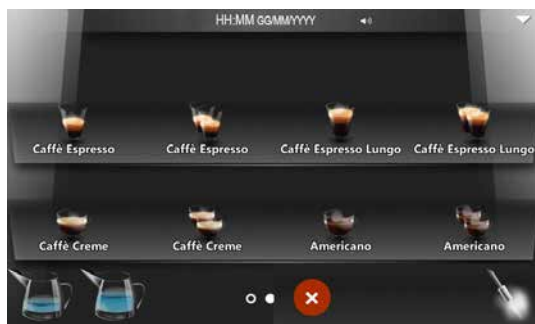 HH:MM GG/MM/YYYY
Caffè Espresso Caffè Espresso Caffè Espresso Lungo Caffè Espresso Lungo
Caffè Creme Caffè Creme Americano Americano